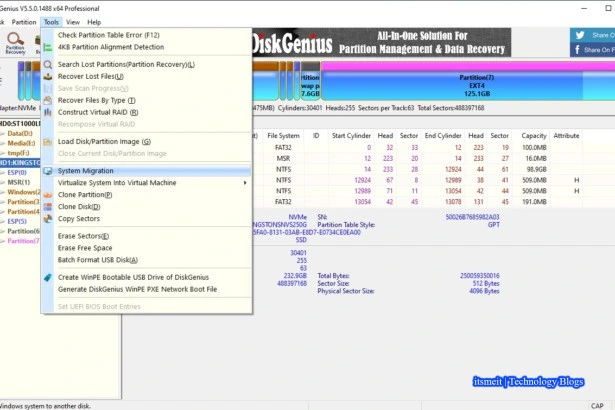 Genius V5.5.0.1488 x64 Professional
sk Partition Tools View Help
Partition Recovery
DiskGenius
All-In-One Solution For
Partition Management & Data Recovery
Share O
Share On
Check Partition Table Error (F12)
4KB Partition Alignment Detection
Search Lost Partitions(Partition Recovery)(L)
Recover Lost Files(U)
Save Scan Progress(V)
Recover Files By Type (T)
Construct Virtual RAID (R)
Recompose Virtual RAID
Load Disk/Partition Image (G)
Close Current Disk/Partition Image
System Migration
Virtualize System Into Virtual Machine
Clone Partition(P)
Clone Disk(D)
Copy Sectors
Erase Sectors(E)
Erase Free Space
Batch Format USB Disk(A)
Create WinPE Bootable USB Drive of DiskGenius
Generate DiskGenius WinPE PXE Network Boot File
Set UEFI BIOS Boot Entries
rtition
wap p
7.6GB
Partition(7)
EXT4
125.1GB
dapter:NVMe
475MB) Cylinders:30401 Heads:255 Sectors per Track:63 Total Sectors:488397168
HD0:ST1000L
Data(D:)
Media(E:)
tmp(F:)
HD1:KINGSTO
ESP(0)
MSR(1)
Windows(
Partition(3
Partition(4
ESP(5)
Partition(6
Partition(7
t) File System ID Start Cylinder Head Sector End Cylinder Head Sector Capacity Attribute
FAT32 0 32 33 12 223 19 100.0MB
MSR 12 223 20 14 233 27 16.0MB
NTFS 14 233 28 12924 44 61 98.9GB
NTFS 12924 67 8 12989 41 13 509.0MB H
NTFS 12989 71 11 13054 42 44 509.0MB H
FAT32 13054 42 45 13078 131 45 191.0MB
NVMe SN: 50026B7685982A03
NGSTONSNVS250G Partition Table Style: GPT
5FA0-8131-03AB-E8D7-E0734CE0EA00
SSD
30401
255
63
232.9GB Total Bytes: 250059350016
488397168 Sector Size: 512 Bytes
Physical Sector Size: 4096 Bytes
itsmeit | Technology Blogs
Windows system to another disk.
CAP